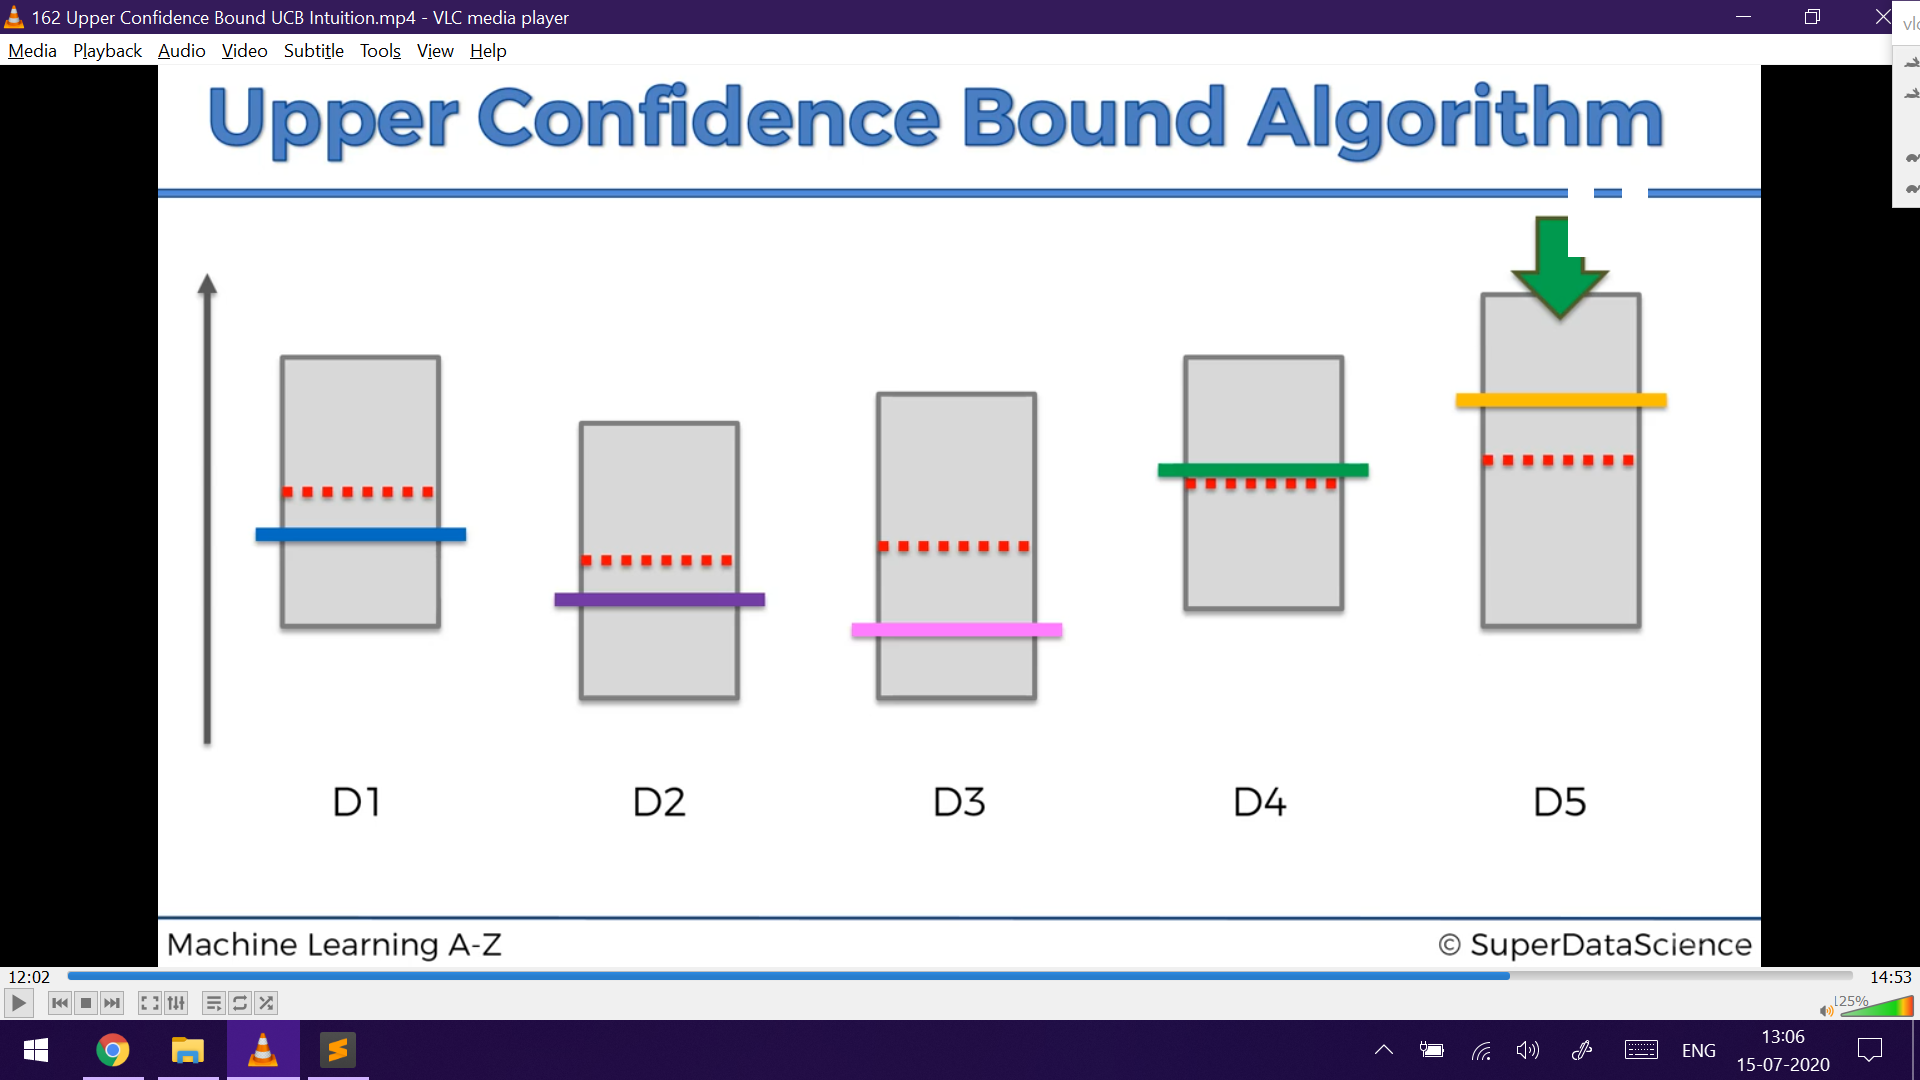 162 Upper Confidence Bound UCB Intuition.mp4 - VLC media player
Media Playback Audio Video Subtitle Tools View Help
Upper Confidence Bound Algorithm
D1 D2 D3 D4 D5
Machine Learning A-Z
© SuperDataScience
12:02
14:53
125%
ENG
13:06
15-07-2020